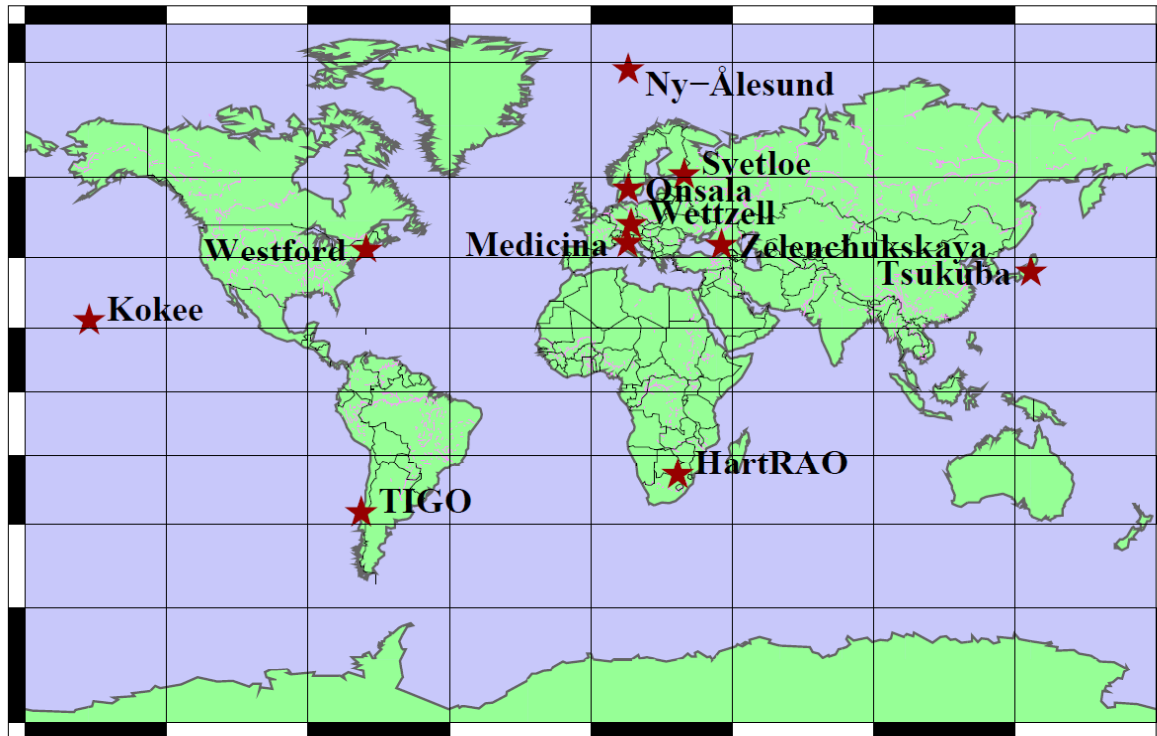 Ny−Ålesund
Svetloe
Onsala
Wettzell
Westford
Medicina
Zelenchukskaya
Tsukuba
Kokee
HartRAO
TIGO